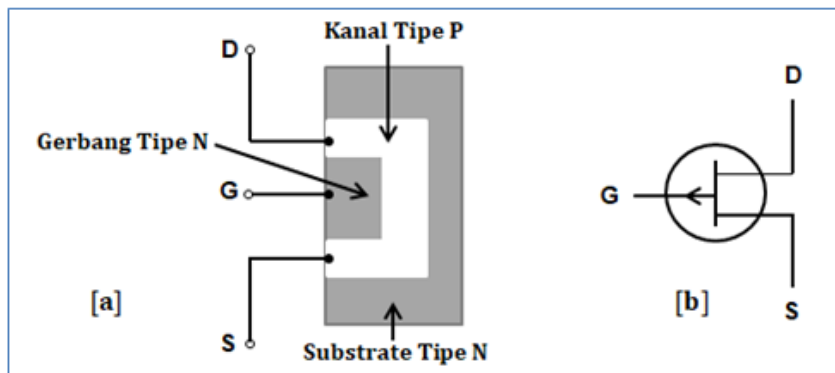 Kanal Tipe P
D
D
Gerbang Tipe N
G
G
[a]
[b]
S
S
Substrate Tipe N